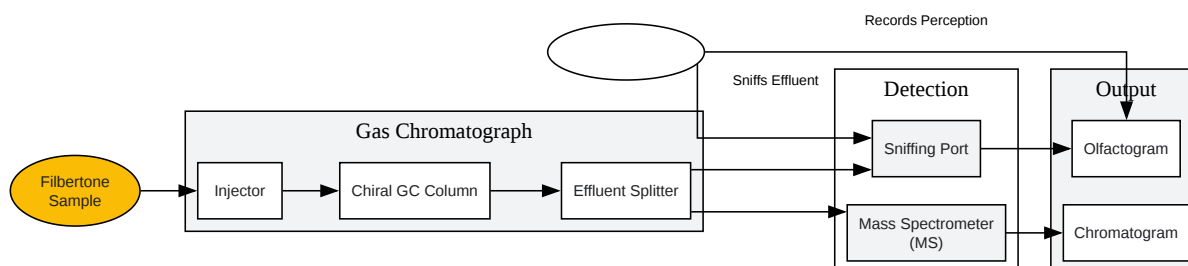 Records Perception
Sniffs Effluent
Detection
Output
Gas Chromatograph
Sniffing Port
Olfactogram
Filbertone
Sample
Injector
Chiral GC Column
Effluent Splitter
Mass Spectrometer
(MS)
Chromatogram